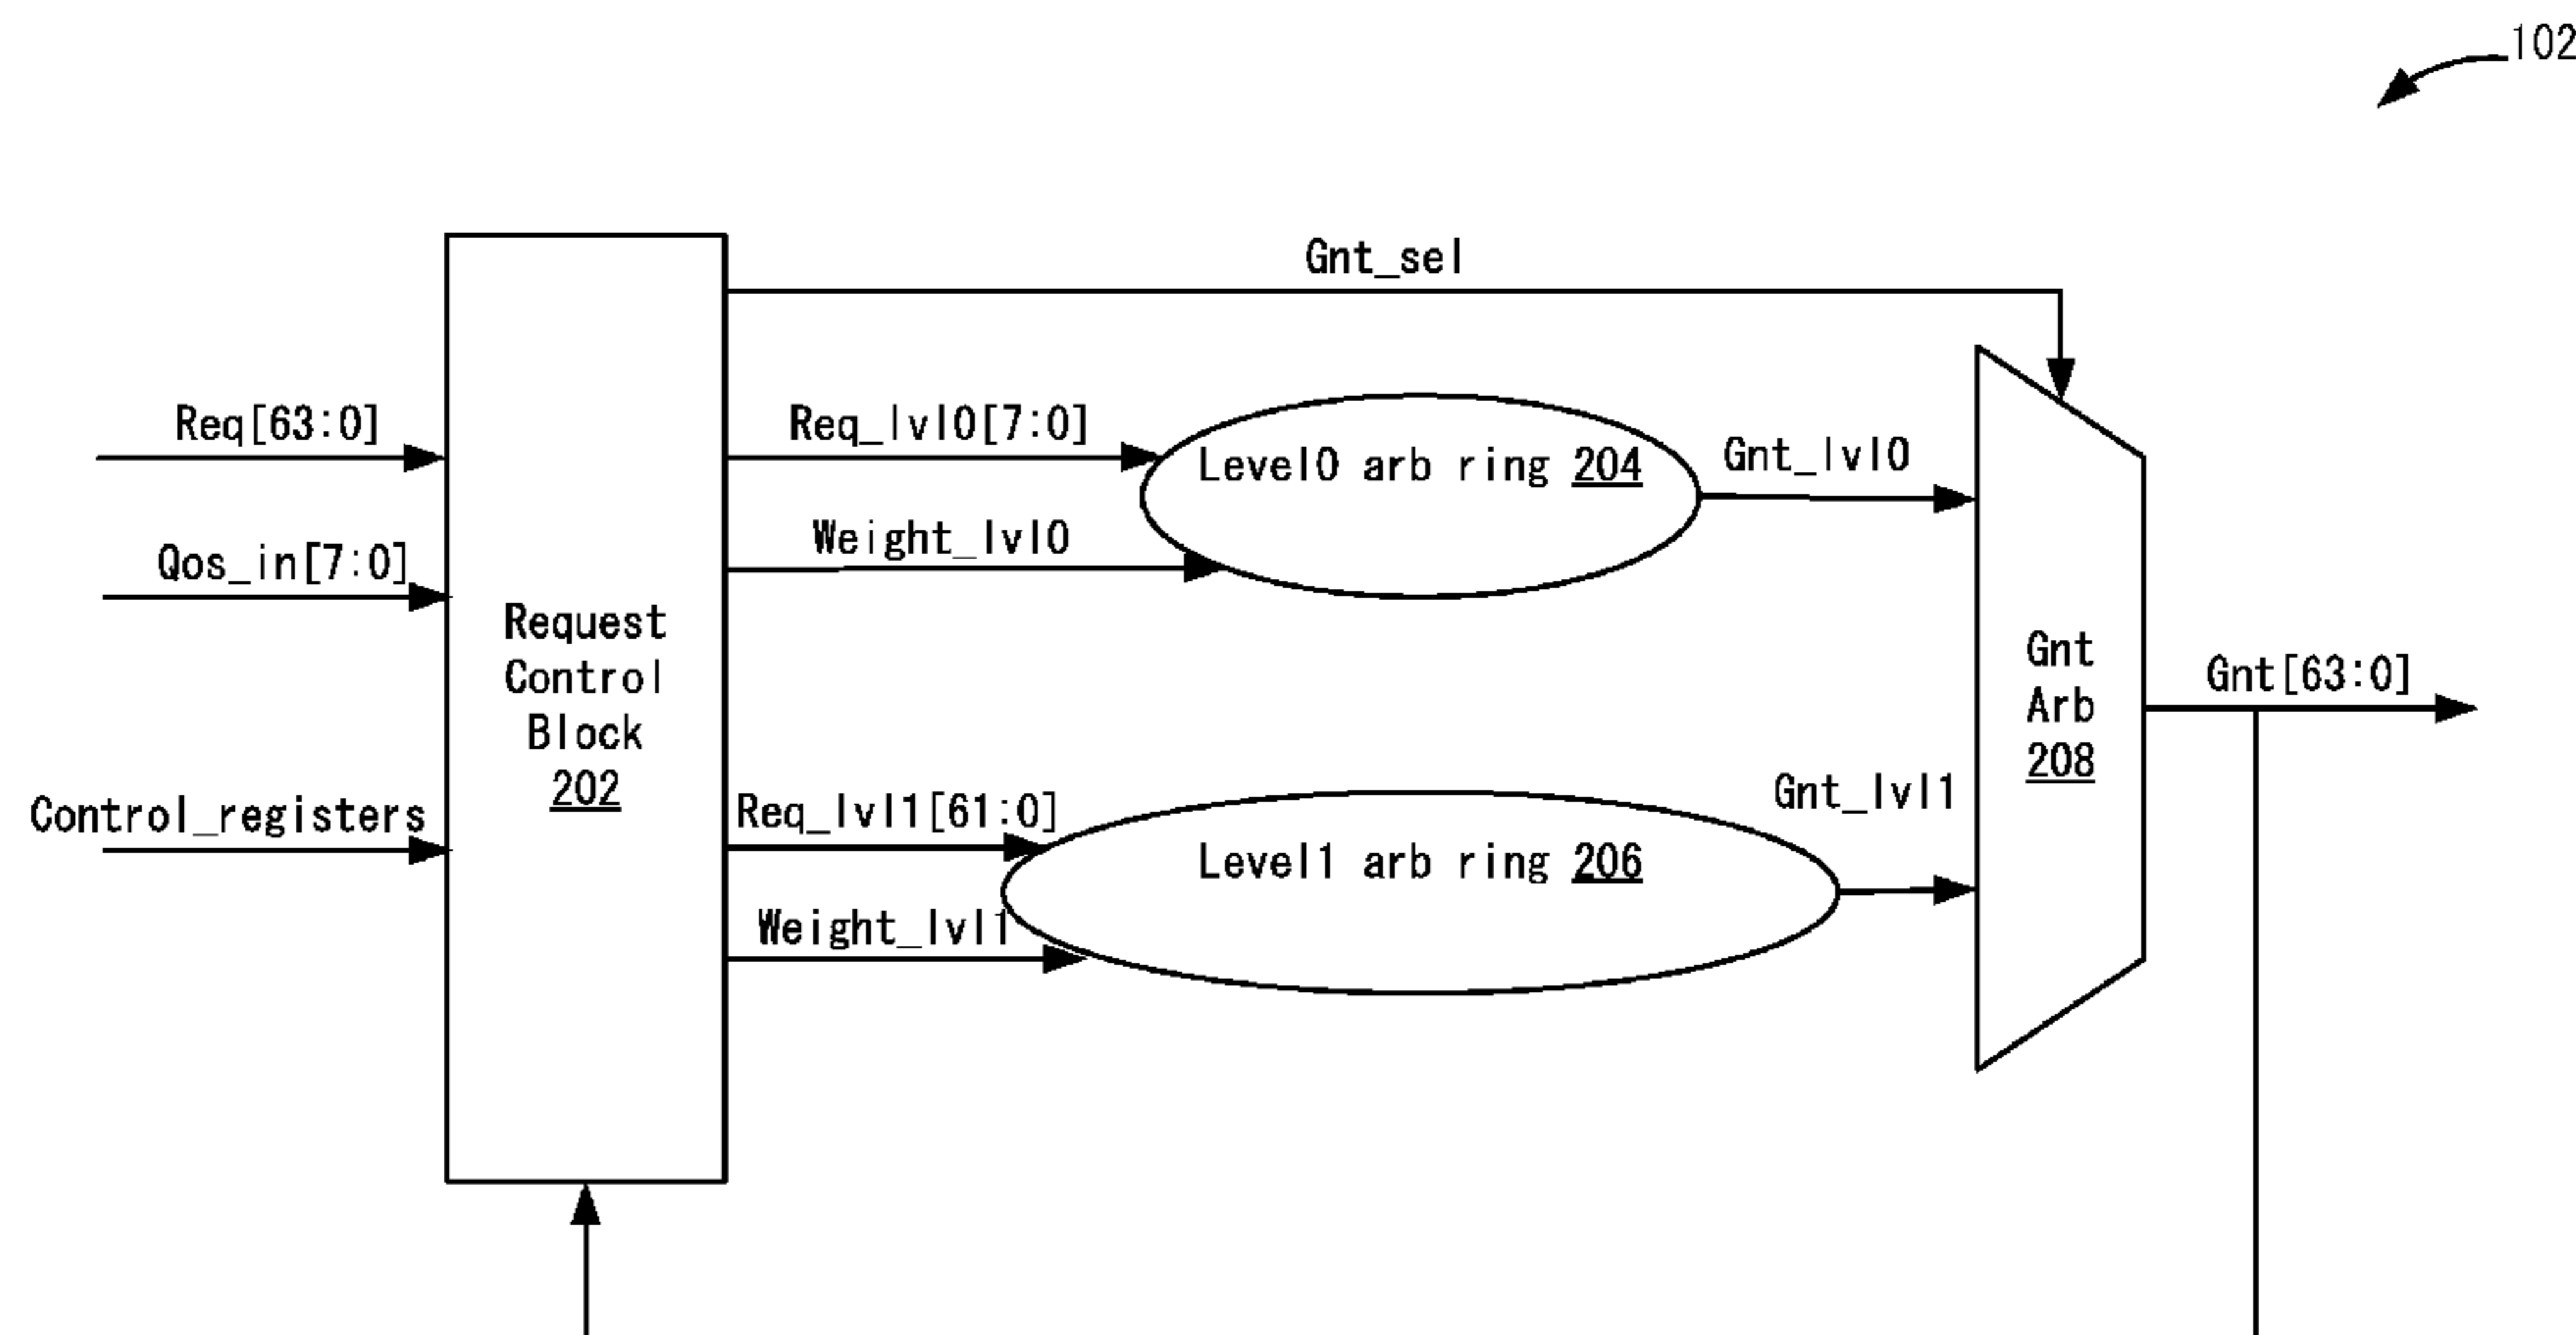 102
Gnt_sel
Req[63:0]
Req_lvl0[7:0]
Level0 arb ring 204
Gnt_lvl0
Qos_in[7:0]
Weight_lvl0
Request
Control
Block
202
Gnt
Arb
208
Gnt[63:0]
Control_registers
Req_lvl1[61:0]
Level1 arb ring 206
Gnt_lvl1
Weight_lvl1